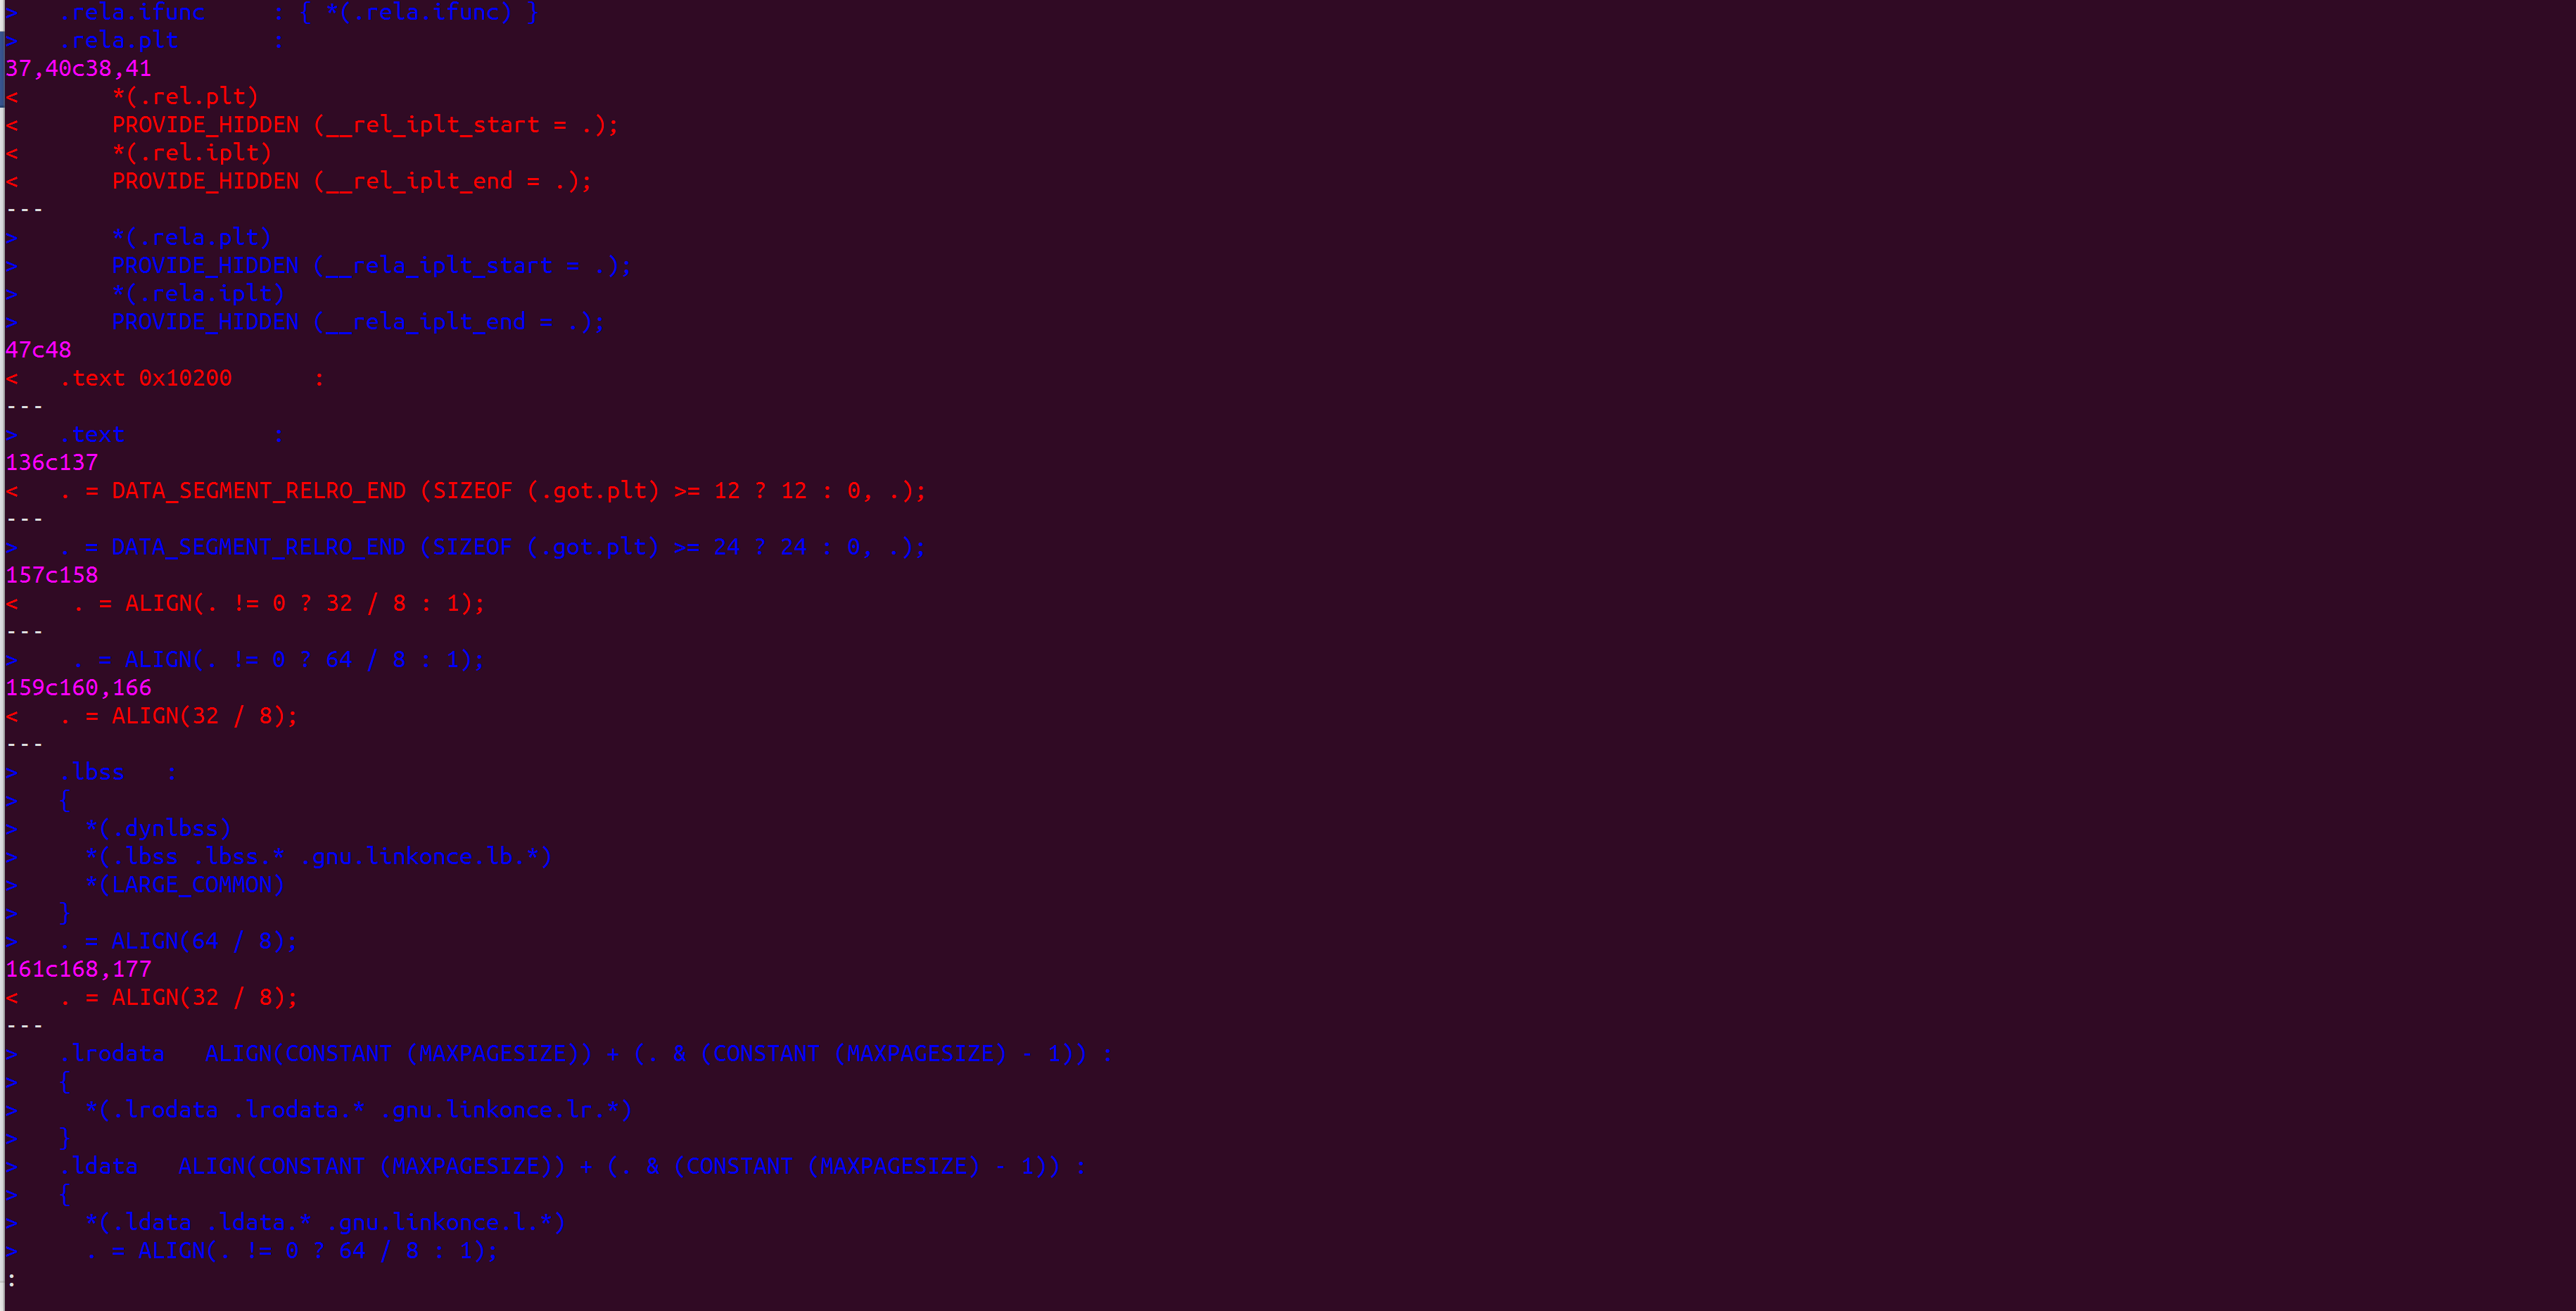 >   .rela.ifunc     : { *(.rela.ifunc) }
>   .rela.plt       :
37,40c38,41
<       *(.rel.plt)
<       PROVIDE_HIDDEN (__rel_iplt_start = .);
<       *(.rel.iplt)
<       PROVIDE_HIDDEN (__rel_iplt_end = .);
---
>       *(.rela.plt)
>       PROVIDE_HIDDEN (__rela_iplt_start = .);
>       *(.rela.iplt)
>       PROVIDE_HIDDEN (__rela_iplt_end = .);
47c48
<   .text 0x10200      :
---
>   .text           :
136c137
<   . = DATA_SEGMENT_RELRO_END (SIZEOF (.got.plt) >= 12 ? 12 : 0, .);
---
>   . = DATA_SEGMENT_RELRO_END (SIZEOF (.got.plt) >= 24 ? 24 : 0, .);
157c158
<    . = ALIGN(. != 0 ? 32 / 8 : 1);
---
>    . = ALIGN(. != 0 ? 64 / 8 : 1);
159c160,166
<   . = ALIGN(32 / 8);
---
>   .lbss   :
>   {
>     *(.dynlbss)
>     *(.lbss .lbss.* .gnu.linkonce.lb.*)
>     *(LARGE_COMMON)
>   }
>   . = ALIGN(64 / 8);
161c168,177
<   . = ALIGN(32 / 8);
---
>   .lrodata   ALIGN(CONSTANT (MAXPAGESIZE)) + (. & (CONSTANT (MAXPAGESIZE) - 1)) :
>   {
>     *(.lrodata .lrodata.* .gnu.linkonce.lr.*)
>   }
>   .ldata   ALIGN(CONSTANT (MAXPAGESIZE)) + (. & (CONSTANT (MAXPAGESIZE) - 1)) :
>   {
>     *(.ldata .ldata.* .gnu.linkonce.l.*)
>     . = ALIGN(. != 0 ? 64 / 8 : 1);
: